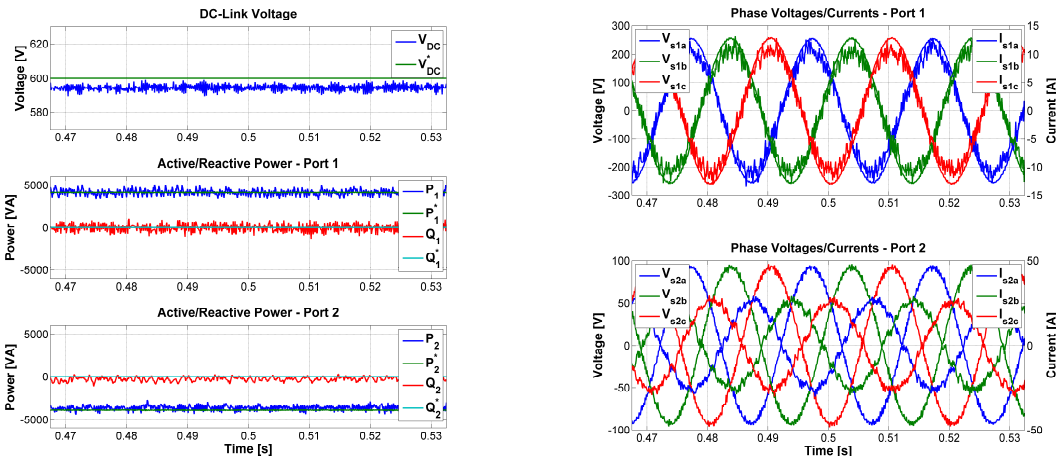 DC-Link Voltage
Voltage [V]
620
600
580
V_DC
V*_DC
0.47 0.48 0.49 0.5 0.51 0.52 0.53
Active/Reactive Power - Port 1
Power [VA]
5000
0
-5000
P_1
P*_1
Q_1
Q*_1
0.47 0.48 0.49 0.5 0.51 0.52 0.53
Active/Reactive Power - Port 2
Power [VA]
5000
0
-5000
P_2
P*_2
Q_2
Q*_2
0.47 0.48 0.49 0.5 0.51 0.52 0.53
Time [s]
Phase Voltages/Currents - Port 1
Voltage [V]
300
200
100
0
-100
-200
-300
V_s1a
V_s1b
V_s1c
I_s1a
I_s1b
I_s1c
15
10
5
0
-5
-10
-15
Current [A]
0.47 0.48 0.49 0.5 0.51 0.52 0.53
Phase Voltages/Currents - Port 2
Voltage [V]
100
50
0
-50
-100
V_s2a
V_s2b
V_s2c
I_s2a
I_s2b
I_s2c
50
0
-50
Current [A]
0.47 0.48 0.49 0.5 0.51 0.52 0.53
Time [s]